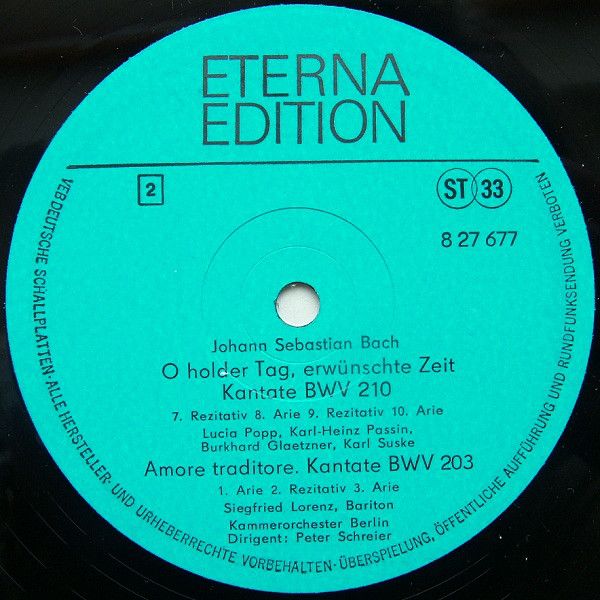 ETERNA
EDITION
2
ST 33
8 27 677
Johann Sebastian Bach
O holder Tag, erwünschte Zeit
Kantate BWV 210
7. Rezitativ 8. Arie 9. Rezitativ 10. Arie
Lucia Popp, Karl-Heinz Passin,
Burkhard Glaetzner, Karl Suske
Amore traditore. Kantate BWV 203
1. Arie 2. Rezitativ 3. Arie
Siegfried Lorenz, Bariton
Kammerorchester Berlin
Dirigent: Peter Schreier
VEB DEUTSCHE SCHALLPLATTEN · ALLE HERSTELLER- UND URHEBERRECHTE VORBEHALTEN · ÜBERSPIELUNG, ÖFFENTLICHE AUFFÜHRUNG UND RUNDFUNKSENDUNG VERBOTEN